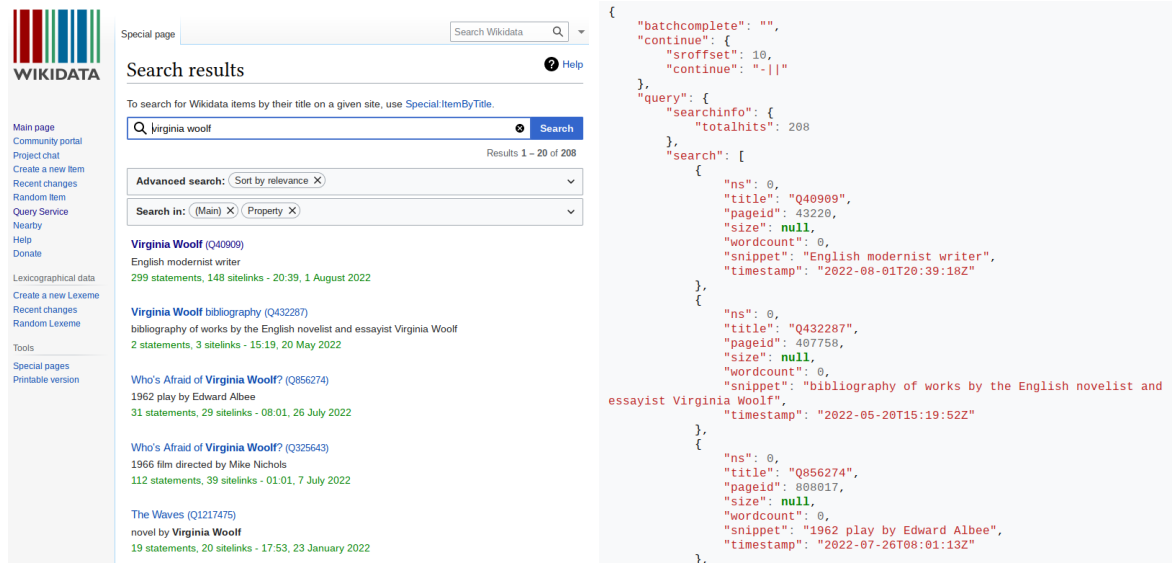 WIKIDATA
Main page
Community portal
Project chat
Create a new Item
Recent changes
Random Item
Query Service
Nearby
Help
Donate
Lexicographical data
Create a new Lexeme
Recent changes
Random Lexeme
Tools
Special pages
Printable version
Special page
Search Wikidata
Search results
Help
To search for Wikidata items by their title on a given site, use Special:ItemByTitle.
virginia woolf
Search
Results 1 – 20 of 208
Advanced search: Sort by relevance X
Search in: (Main) X Property X
Virginia Woolf (Q40909)
English modernist writer
299 statements, 148 sitelinks - 20:39, 1 August 2022
Virginia Woolf bibliography (Q432287)
bibliography of works by the English novelist and essayist Virginia Woolf
2 statements, 3 sitelinks - 15:19, 20 May 2022
Who's Afraid of Virginia Woolf? (Q856274)
1962 play by Edward Albee
31 statements, 29 sitelinks - 08:01, 26 July 2022
Who's Afraid of Virginia Woolf? (Q325643)
1966 film directed by Mike Nichols
112 statements, 39 sitelinks - 01:01, 7 July 2022
The Waves (Q1217475)
novel by Virginia Woolf
19 statements, 20 sitelinks - 17:53, 23 January 2022
{
"batchcomplete": "",
"continue": {
"sroffset": 10,
"continue": "-||"
},
"query": {
"searchinfo": {
"totalhits": 208
},
"search": [
{
"ns": 0,
"title": "Q40909",
"pageid": 43220,
"size": null,
"wordcount": 0,
"snippet": "English modernist writer",
"timestamp": "2022-08-01T20:39:18Z"
},
{
"ns": 0,
"title": "Q432287",
"pageid": 407758,
"size": null,
"wordcount": 0,
"snippet": "bibliography of works by the English novelist and
essayist Virginia Woolf",
"timestamp": "2022-05-20T15:19:52Z"
},
{
"ns": 0,
"title": "Q856274",
"pageid": 808017,
"size": null,
"wordcount": 0,
"snippet": "1962 play by Edward Albee",
"timestamp": "2022-07-26T08:01:13Z"
},